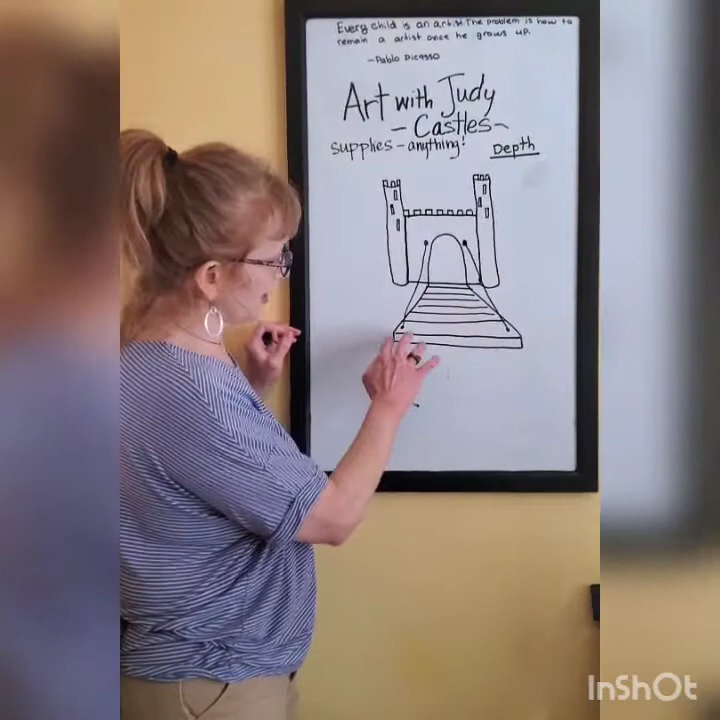 Every child is an artist. The problem is how to
remain a artist once he grows up.
-Pablo Picasso
Art with Judy
- Castles -
supplies - anything!
Depth
InShOt